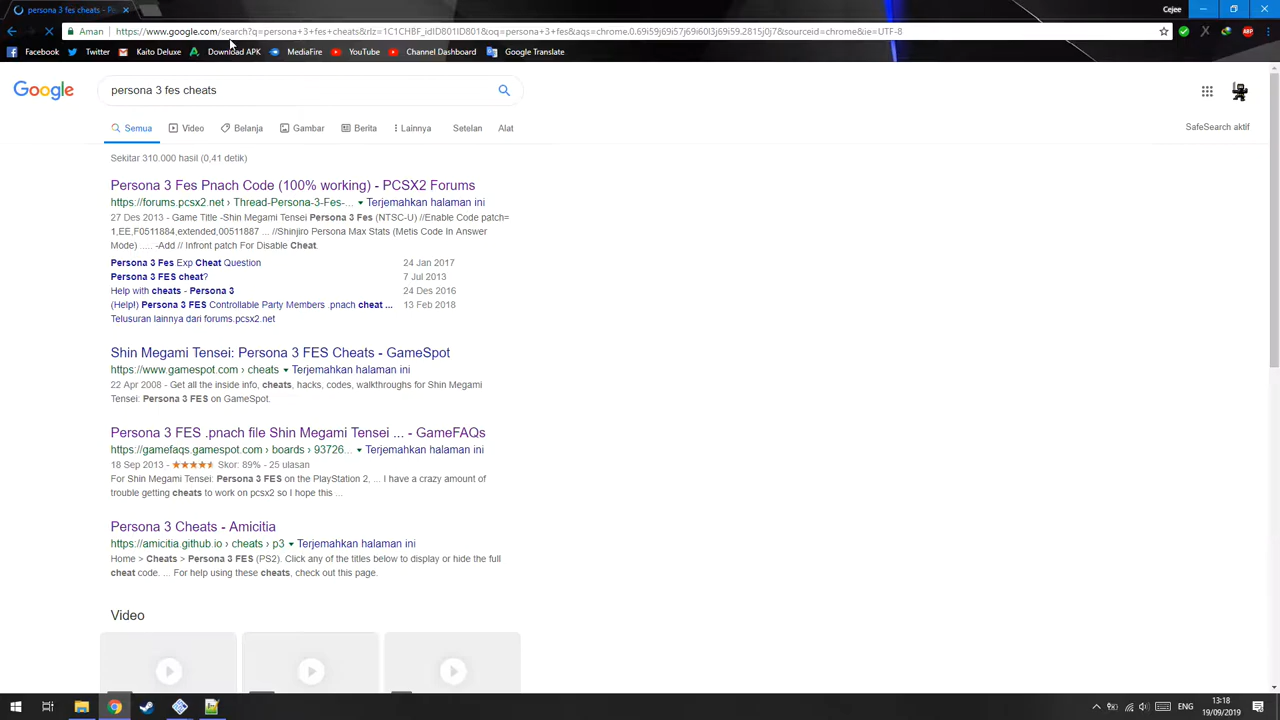 persona 3 fes cheats - P
Cejee
Aman
https://www.google.com/search?q=persona+3+fes+cheats&rlz=1C1CHBF_idID801ID801&oq=persona+3+fes&aqs=chrome.0.69i59j69i57j69i60l3j69i59.2815j0j7&sourceid=chrome&ie=UTF-8
ABP
Facebook Twitter Kaito Deluxe Download APK MediaFire YouTube Channel Dashboard Google Translate
Google
persona 3 fes cheats
Semua Video Belanja Gambar Berita Lainnya Setelan Alat
SafeSearch aktif
Sekitar 310.000 hasil (0,41 detik)
Persona 3 Fes Pnach Code (100% working) - PCSX2 Forums
https://forums.pcsx2.net › Thread-Persona-3-Fes-... Terjemahkan halaman ini
27 Des 2013 - Game Title -Shin Megami Tensei Persona 3 Fes (NTSC-U) //Enable Code patch=
1,EE,F0511884,extended,00511887 ... //Shinjiro Persona Max Stats (Metis Code In Answer
Mode) ..... -Add // Infront patch For Disable Cheat.
Persona 3 Fes Exp Cheat Question 24 Jan 2017
Persona 3 FES cheat? 7 Jul 2013
Help with cheats - Persona 3 24 Des 2016
(Help!) Persona 3 FES Controllable Party Members .pnach cheat ... 13 Feb 2018
Telusuran lainnya dari forums.pcsx2.net
Shin Megami Tensei: Persona 3 FES Cheats - GameSpot
https://www.gamespot.com › cheats Terjemahkan halaman ini
22 Apr 2008 - Get all the inside info, cheats, hacks, codes, walkthroughs for Shin Megami
Tensei: Persona 3 FES on GameSpot.
Persona 3 FES .pnach file Shin Megami Tensei ... - GameFAQs
https://gamefaqs.gamespot.com › boards › 93726... Terjemahkan halaman ini
18 Sep 2013 - Skor: 89% - 25 ulasan
For Shin Megami Tensei: Persona 3 FES on the PlayStation 2, ... I have a crazy amount of
trouble getting cheats to work on pcsx2 so I hope this ...
Persona 3 Cheats - Amicitia
https://amicitia.github.io › cheats › p3 Terjemahkan halaman ini
Home > Cheats > Persona 3 FES (PS2). Click any of the titles below to display or hide the full
cheat code. ... For help using these cheats, check out this page.
Video
ENG
13:18
19/09/2019